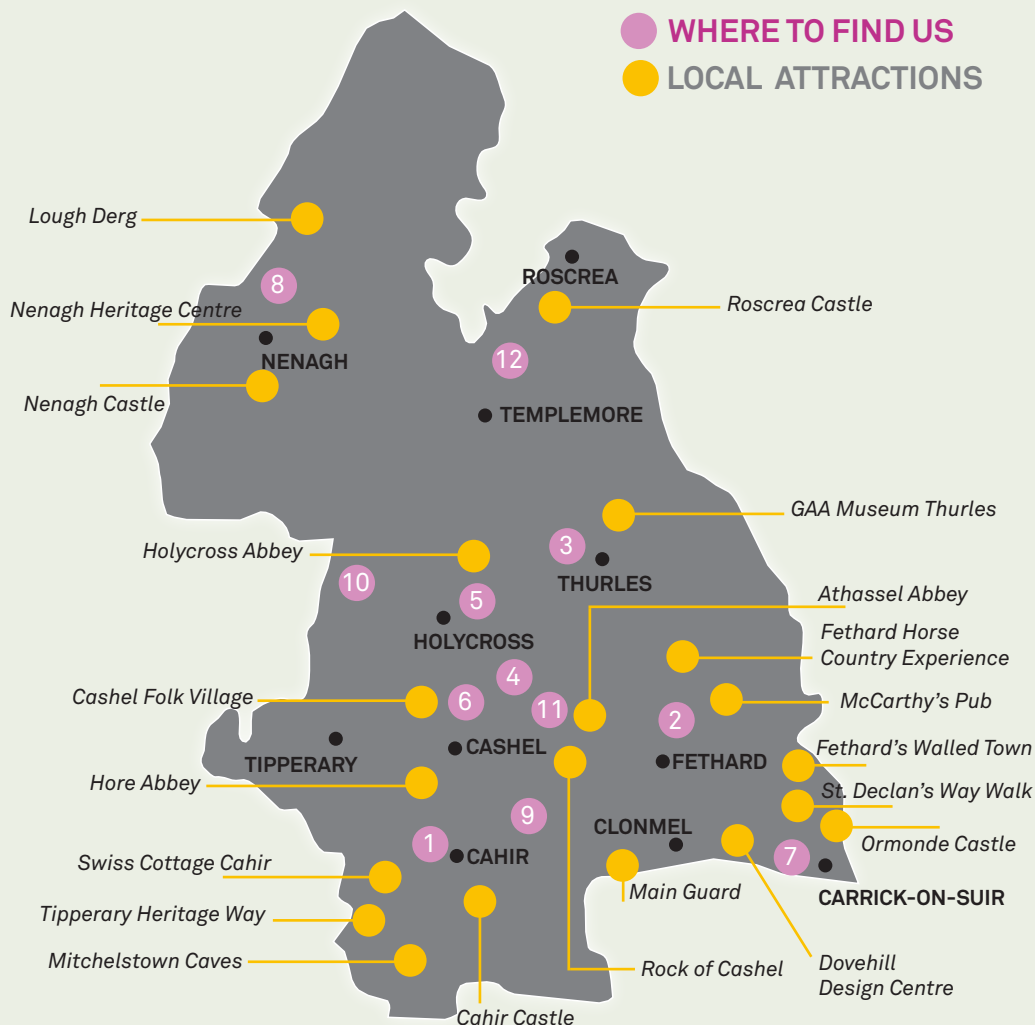 WHERE TO FIND US
LOCAL ATTRACTIONS
Lough Derg
ROSCREA
8
Nenagh Heritage Centre
Roscrea Castle
NENAGH
12
Nenagh Castle
TEMPLEMORE
GAA Museum Thurles
Holycross Abbey
3
10
THURLES
5
Athassel Abbey
HOLYCROSS
Fethard Horse
Country Experience
4
Cashel Folk Village
6
11
2
McCarthy's Pub
TIPPERARY
CASHEL
FETHARD
Fethard's Walled Town
Hore Abbey
St. Declan's Way Walk
9
CLONMEL
Ormonde Castle
1
CAHIR
7
Swiss Cottage Cahir
Main Guard
CARRICK-ON-SUIR
Tipperary Heritage Way
Mitchelstown Caves
Rock of Cashel
Dovehill
Design Centre
Cahir Castle